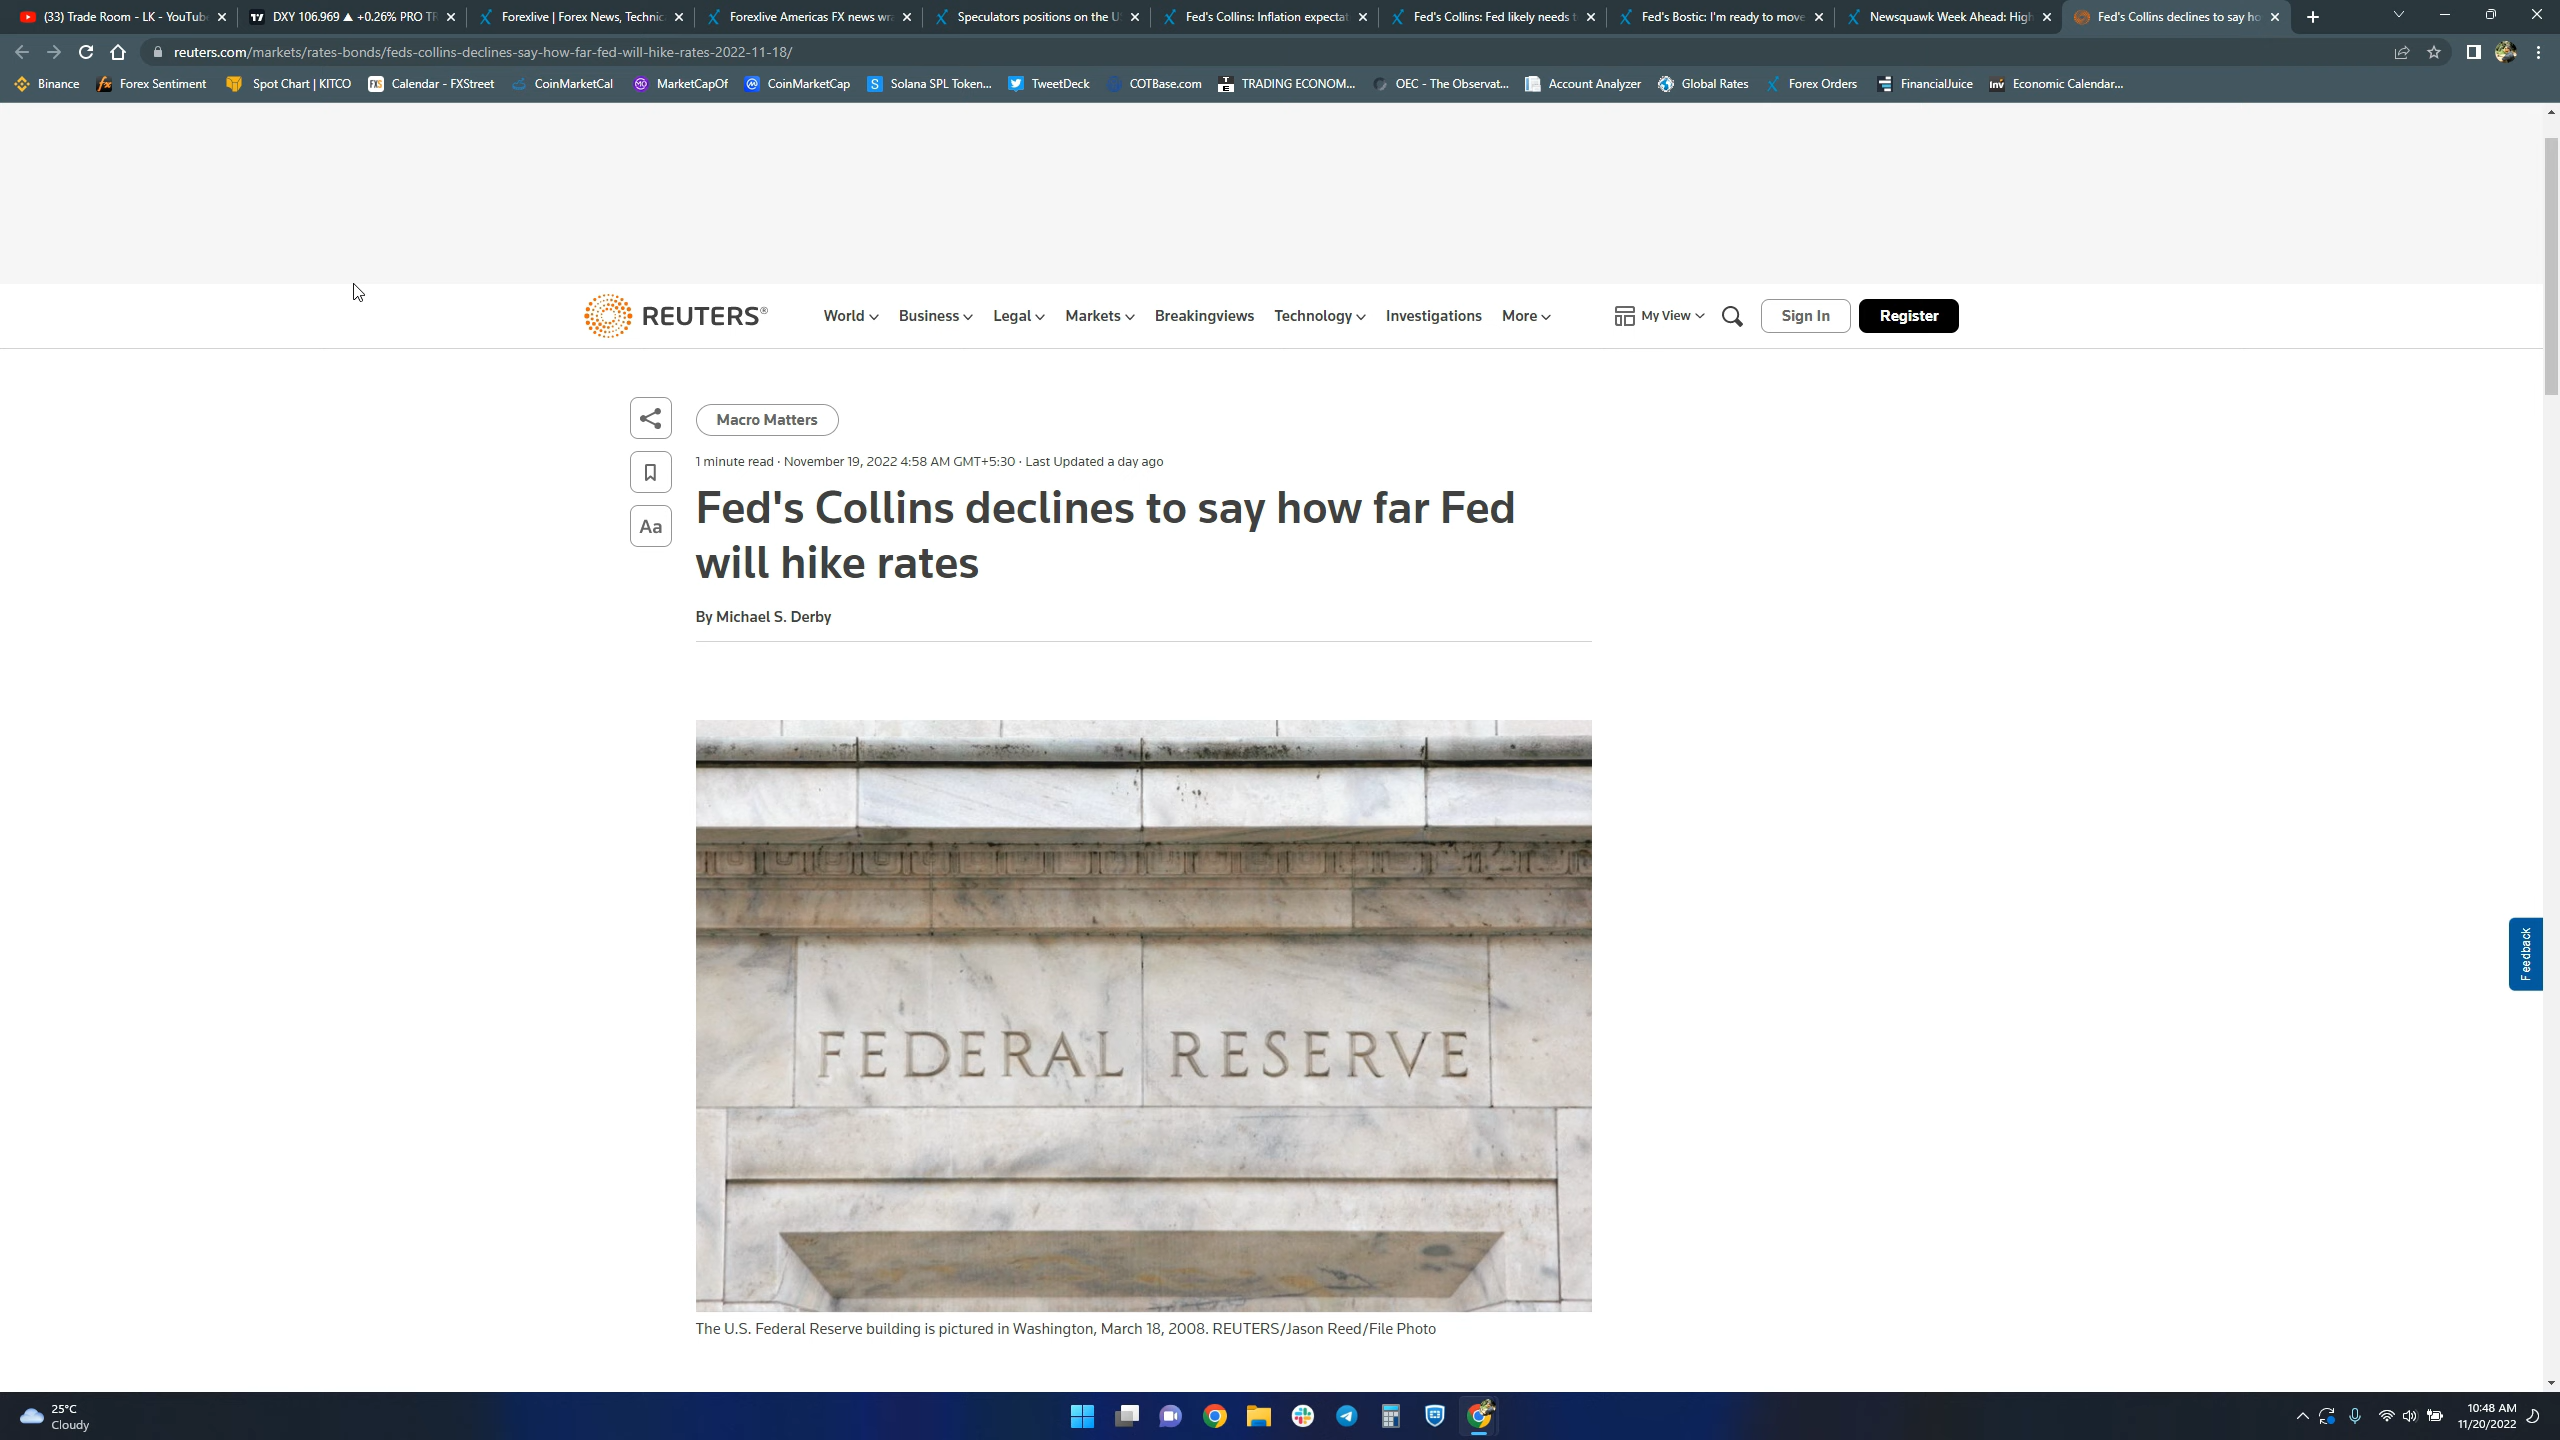 (33) Trade Room - LK - YouTub
DXY 106.969 ▲ +0.26% PRO TR
Forexlive | Forex News, Technic
Forexlive Americas FX news wra
Speculators positions on the U
Fed's Collins: Inflation expectat
Fed's Collins: Fed likely needs t
Fed's Bostic: I'm ready to move
Newsquawk Week Ahead: High
Fed's Collins declines to say ho
reuters.com/markets/rates-bonds/feds-collins-declines-say-how-far-fed-will-hike-rates-2022-11-18/
Binance
Forex Sentiment
Spot Chart | KITCO
Calendar - FXStreet
CoinMarketCal
MarketCapOf
CoinMarketCap
Solana SPL Token...
TweetDeck
COTBase.com
TRADING ECONOM...
OEC - The Observat...
Account Analyzer
Global Rates
Forex Orders
FinancialJuice
Economic Calendar...
REUTERS®
World
Business
Legal
Markets
Breakingviews
Technology
Investigations
More
My View
Sign In
Register
Macro Matters
1 minute read · November 19, 2022 4:58 AM GMT+5:30 · Last Updated a day ago
Aa
Fed's Collins declines to say how far Fed
will hike rates
By Michael S. Derby
Feedback
FEDERAL RESERVE
The U.S. Federal Reserve building is pictured in Washington, March 18, 2008. REUTERS/Jason Reed/File Photo
25°C
Cloudy
10:48 AM
11/20/2022